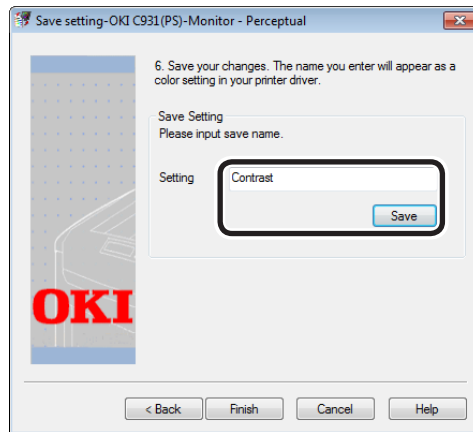 Save setting-OKI C931(PS)-Monitor - Perceptual
6. Save your changes. The name you enter will appear as a
color setting in your printer driver.
Save Setting
Please input save name.
Setting
Contrast
Save
OKI
< Back
Finish
Cancel
Help